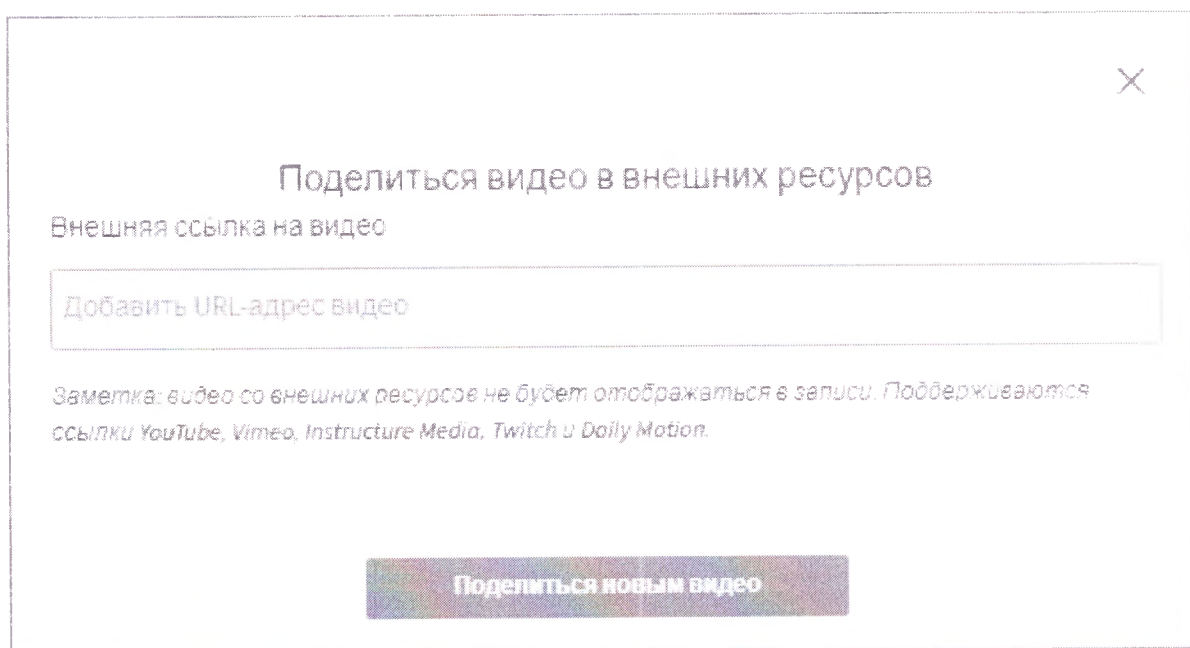 Поделиться видео в внешних ресурсов
Внешняя ссылка на видео
Добавить URL-адрес видео
Заметка: видео со внешних ресурсов не будет отображаться в записи. Поддерживаются
ссылки YouTube, Vimeo, Instructure Media, Twitch и Daily Motion.
Поделиться новым видео